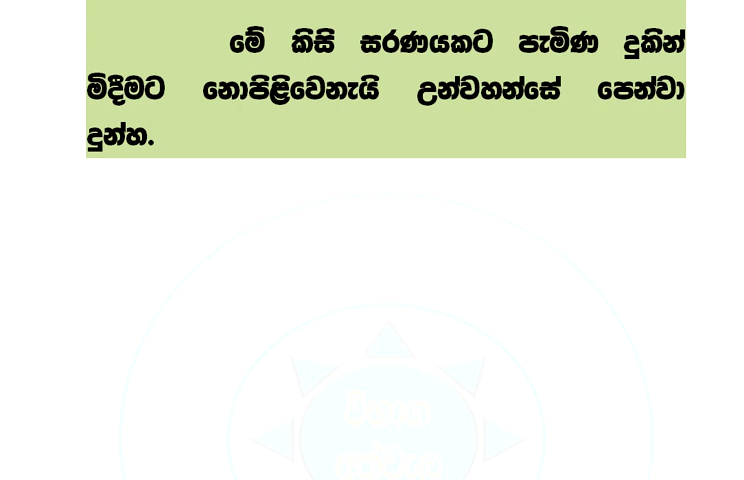 මේ කිසි සරණයකට පැමිණ දුකින්
මිදීමට නොපිළිවෙනැයි උන්වහන්සේ පෙන්වා
දුන්හ.